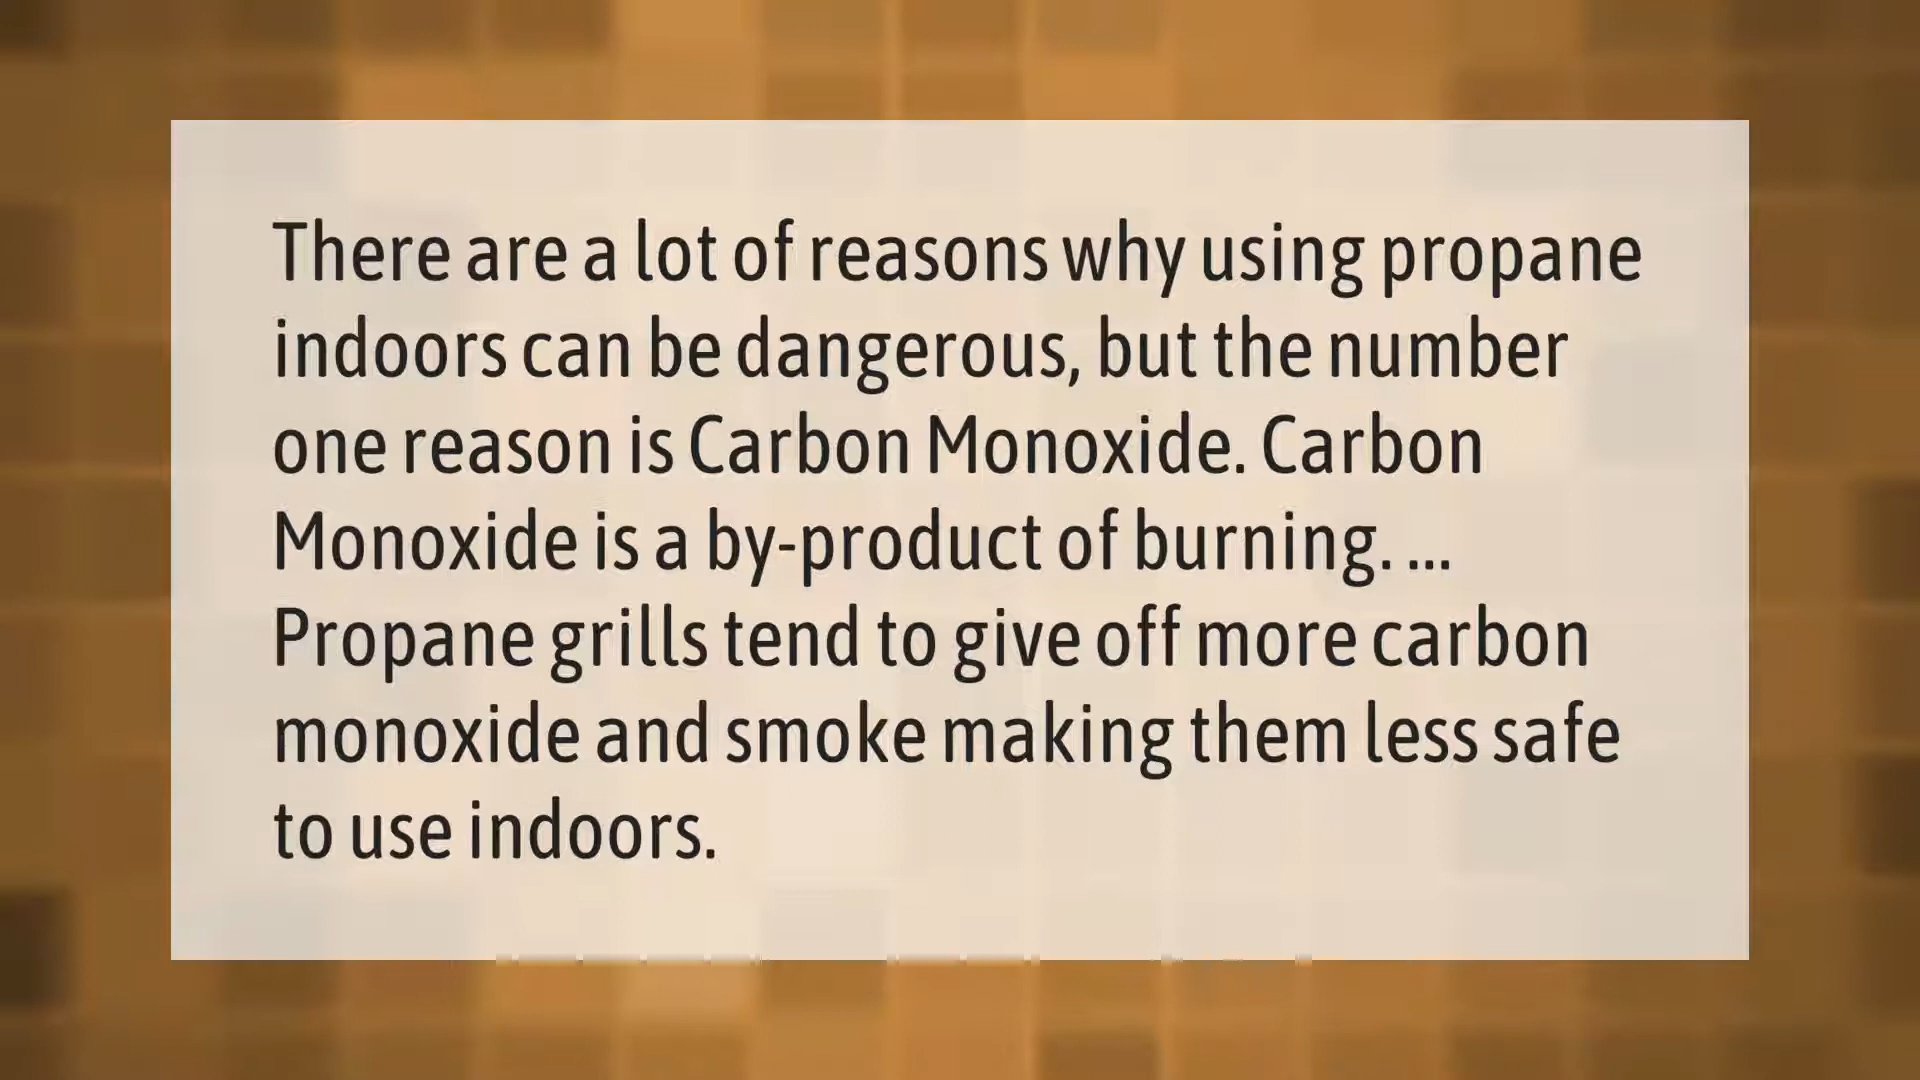 There are a lot of reasons why using propane
indoors can be dangerous, but the number
one reason is Carbon Monoxide. Carbon
Monoxide is a by-product of burning. ...
Propane grills tend to give off more carbon
monoxide and smoke making them less safe
to use indoors.